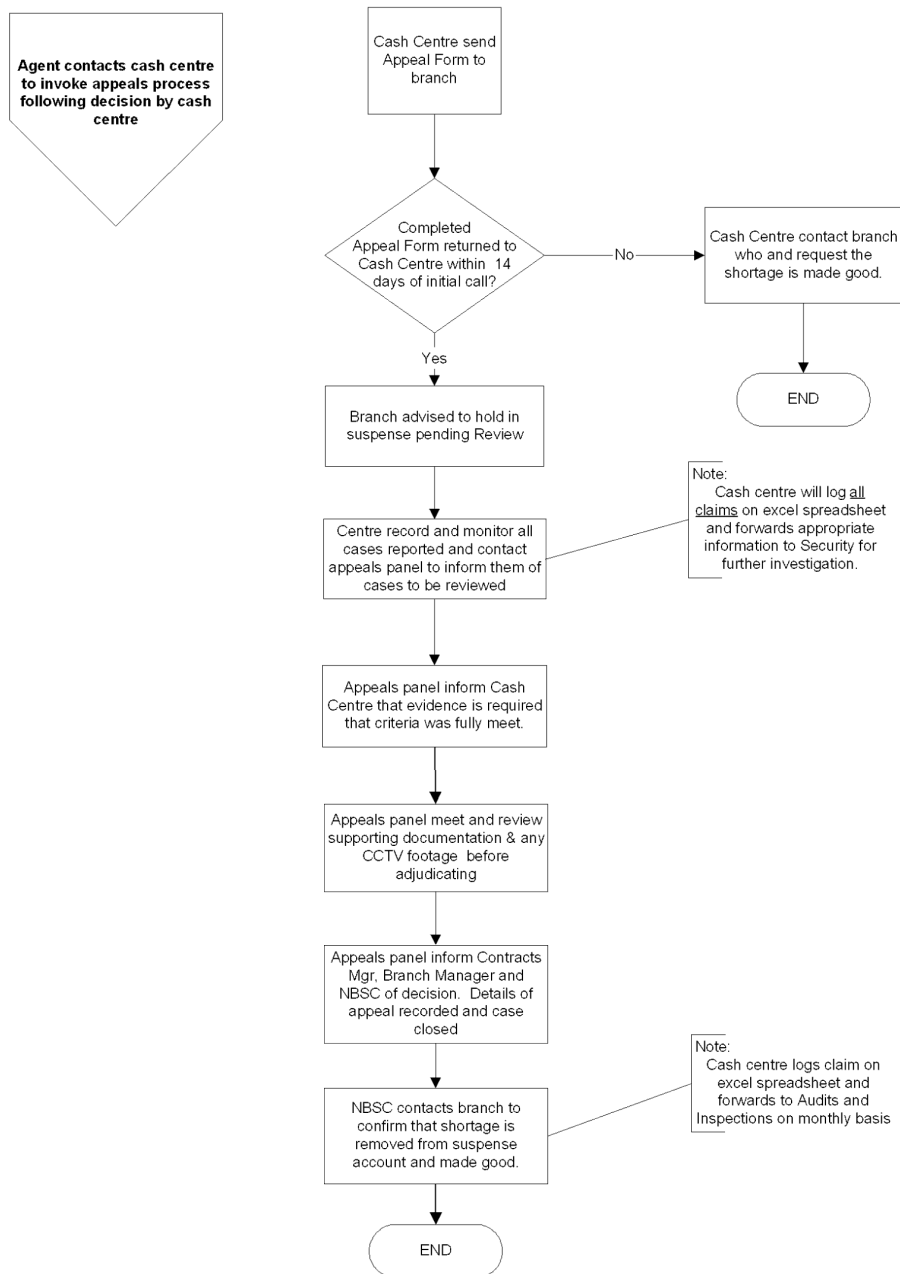 Agent contacts cash centre
to invoke appeals process
following decision by cash
centre
Cash Centre send
Appeal Form to
branch
Completed
Appeal Form returned to
Cash Centre within 14
days of initial call?
No
Cash Centre contact branch
who and request the
shortage is made good.
END
Yes
Branch advised to hold in
suspense pending Review
Note:
Cash centre will log all
claims on excel spreadsheet
and forwards appropriate
information to Security for
further investigation.
Centre record and monitor all
cases reported and contact
appeals panel to inform them of
cases to be reviewed
Appeals panel inform Cash
Centre that evidence is required
that criteria was fully meet.
Appeals panel meet and review
supporting documentation & any
CCTV footage before
adjudicating
Appeals panel inform Contracts
Mgr, Branch Manager and
NBSC of decision. Details of
appeal recorded and case
closed
Note:
Cash centre logs claim on
excel spreadsheet and
forwards to Audits and
Inspections on monthly basis
NBSC contacts branch to
confirm that shortage is
removed from suspense
account and made good.
END